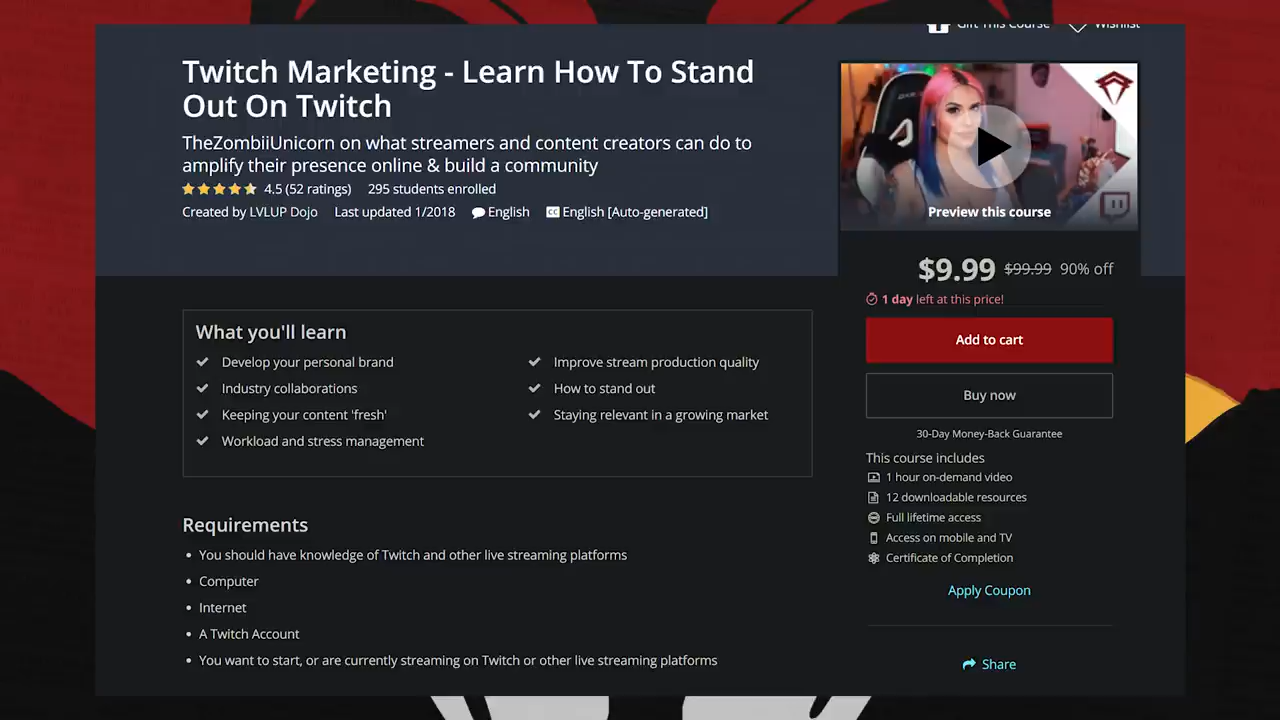 Gift This Course
Wishlist
Twitch Marketing - Learn How To Stand
Out On Twitch
TheZombiiUnicorn on what streamers and content creators can do to
amplify their presence online & build a community
4.5 (52 ratings) 295 students enrolled
Created by LVLUP Dojo Last updated 1/2018 English English [Auto-generated]
Preview this course
$9.99 $99.99 90% off
1 day left at this price!
Add to cart
Buy now
30-Day Money-Back Guarantee
This course includes
1 hour on-demand video
12 downloadable resources
Full lifetime access
Access on mobile and TV
Certificate of Completion
Apply Coupon
Share
What you'll learn
Develop your personal brand
Industry collaborations
Keeping your content 'fresh'
Workload and stress management
Improve stream production quality
How to stand out
Staying relevant in a growing market
Requirements
• You should have knowledge of Twitch and other live streaming platforms
• Computer
• Internet
• A Twitch Account
• You want to start, or are currently streaming on Twitch or other live streaming platforms